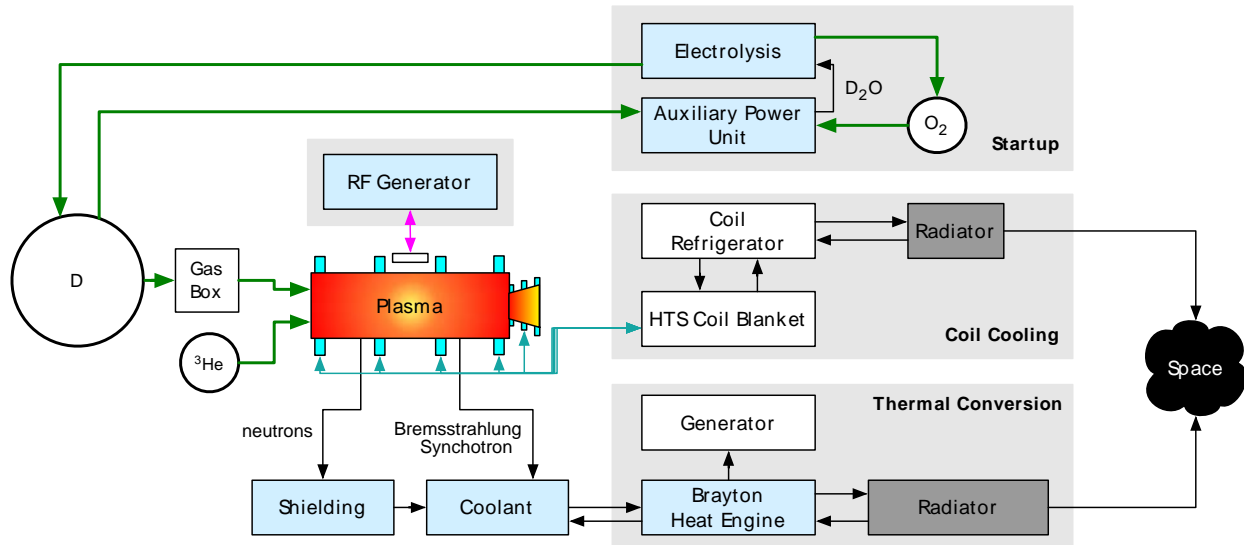 Electrolysis
D₂O
Auxiliary Power
Unit
O₂
Startup
RF Generator
Coil
Refrigerator
Radiator
D
Gas
Box
Plasma
HTS Coil Blanket
Coil Cooling
³He
Space
Thermal Conversion
neutrons
Bremsstrahlung
Synchotron
Generator
Shielding
Coolant
Brayton
Heat Engine
Radiator